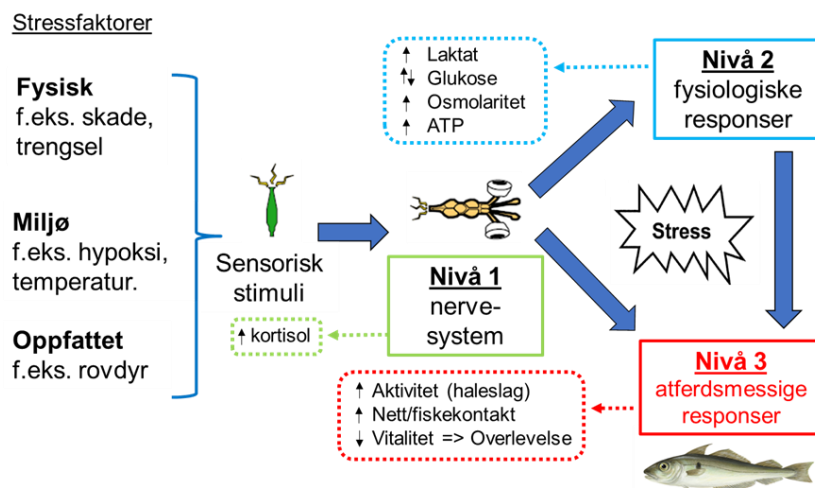 Stressfaktorer
Fysisk
f.eks. skade,
trengsel
Miljø
f.eks. hypoksi,
temperatur.
Oppfattet
f.eks. rovdyr
Sensorisk
stimuli
↑ kortisol
Nivå 1
nerve-
system
↑ Laktat
↑↓ Glukose
↑ Osmolaritet
↑ ATP
Nivå 2
fysiologiske
responser
Stress
Nivå 3
atferdsmessige
responser
↑ Aktivitet (haleslag)
↑ Nett/fiskekontakt
↓ Vitalitet => Overlevelse